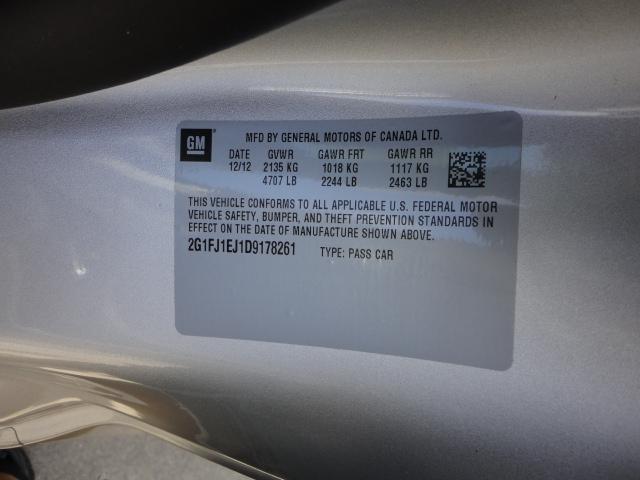 GM
MFD BY GENERAL MOTORS OF CANADA LTD.
DATE GVWR GAWR FRT GAWR RR
12/12 2135 KG 1018 KG 1117 KG
4707 LB 2244 LB 2463 LB
THIS VEHICLE CONFORMS TO ALL APPLICABLE U.S. FEDERAL MOTOR
VEHICLE SAFETY, BUMPER, AND THEFT PREVENTION STANDARDS IN
EFFECT ON THE DATE OF MANUFACTURE SHOWN ABOVE.
2G1FJ1EJ1D9178261 TYPE: PASS CAR